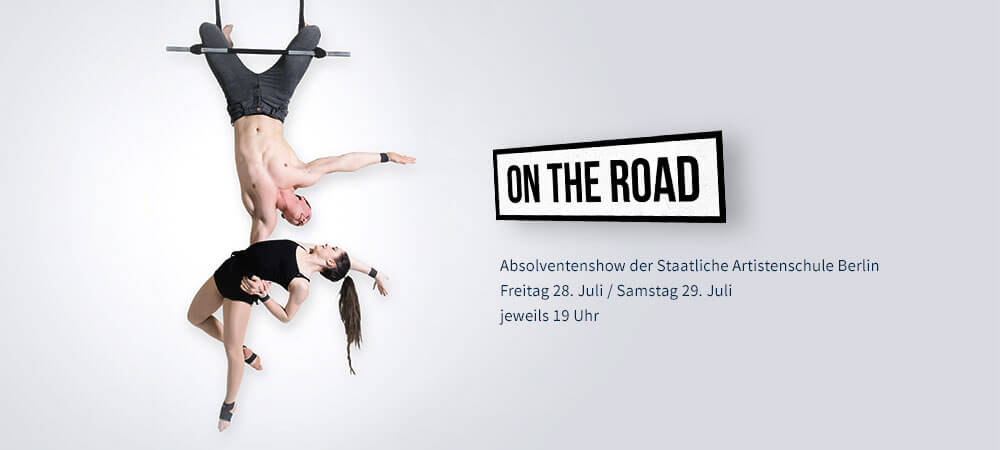 ON THE ROAD
Absolventenshow der Staatliche Artistenschule Berlin
Freitag 28. Juli / Samstag 29. Juli
jeweils 19 Uhr